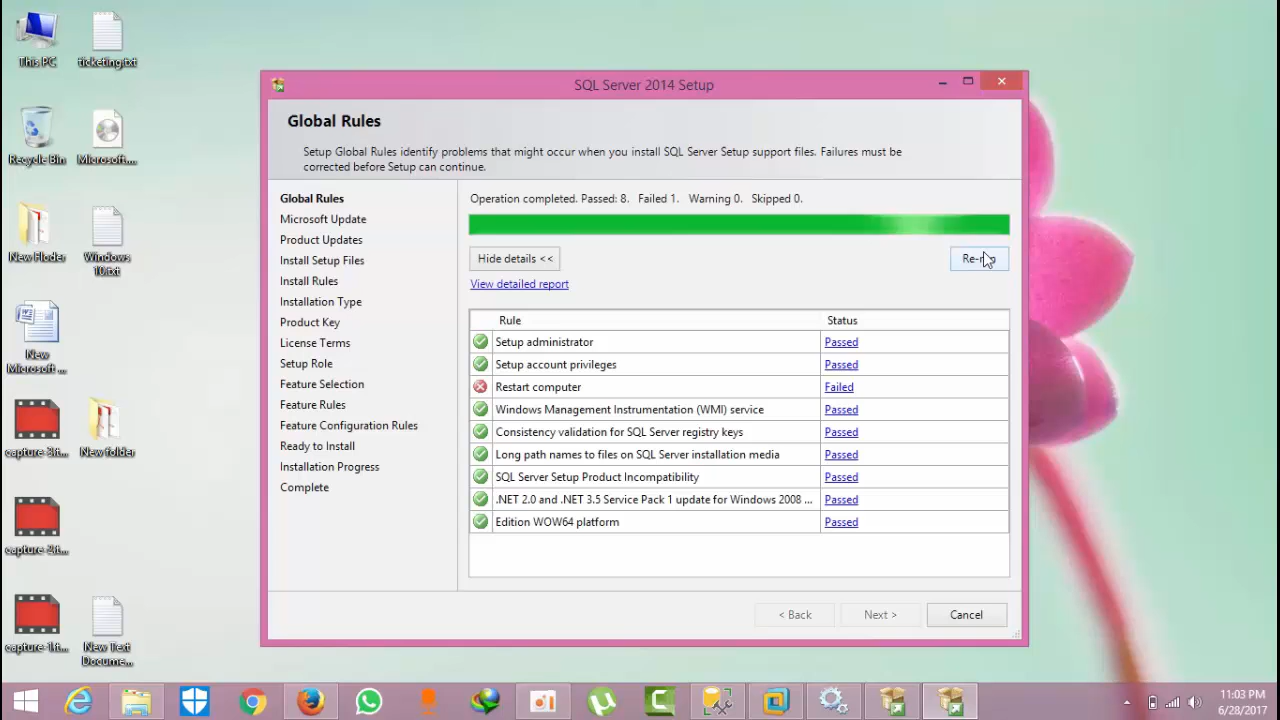 This PC
ticketing.txt
Recycle Bin
Microsoft....
New Floder
Windows
10.txt
New
Microsoft ...
capture-3(t...
New folder
capture-2(t...
capture-1(t...
New Text
Docume...
SQL Server 2014 Setup
Global Rules
Setup Global Rules identify problems that might occur when you install SQL Server Setup support files. Failures must be
corrected before Setup can continue.
Global Rules
Microsoft Update
Product Updates
Install Setup Files
Install Rules
Installation Type
Product Key
License Terms
Setup Role
Feature Selection
Feature Rules
Feature Configuration Rules
Ready to Install
Installation Progress
Complete
Operation completed. Passed: 8. Failed 1. Warning 0. Skipped 0.
Hide details <<
Re-run
View detailed report
Rule Status
Setup administrator Passed
Setup account privileges Passed
Restart computer Failed
Windows Management Instrumentation (WMI) service Passed
Consistency validation for SQL Server registry keys Passed
Long path names to files on SQL Server installation media Passed
SQL Server Setup Product Incompatibility Passed
.NET 2.0 and .NET 3.5 Service Pack 1 update for Windows 2008 ... Passed
Edition WOW64 platform Passed
< Back
Next >
Cancel
11:03 PM
6/28/2017